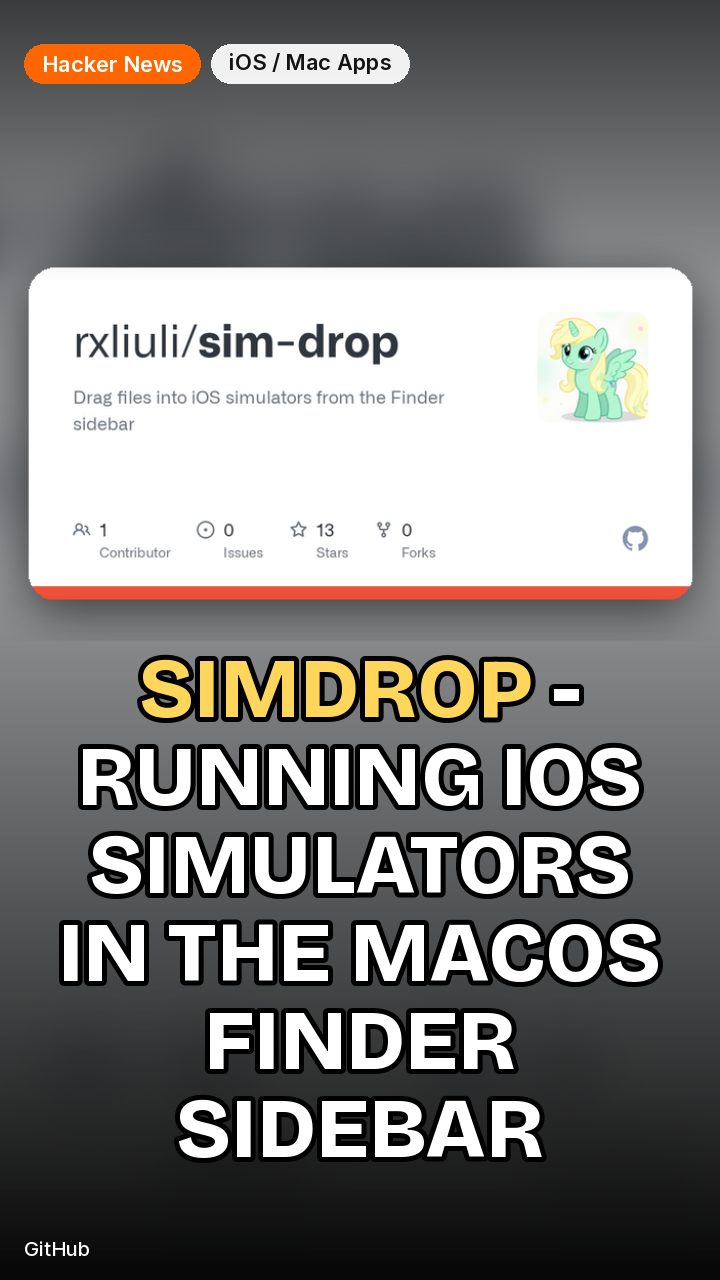 Hacker News
iOS / Mac Apps
rxliuli/sim-drop
Drag files into iOS simulators from the Finder
sidebar
1
Contributor
0
Issues
13
Stars
0
Forks
SIMDROP -
RUNNING IOS
SIMULATORS
IN THE MACOS
FINDER
SIDEBAR
GitHub